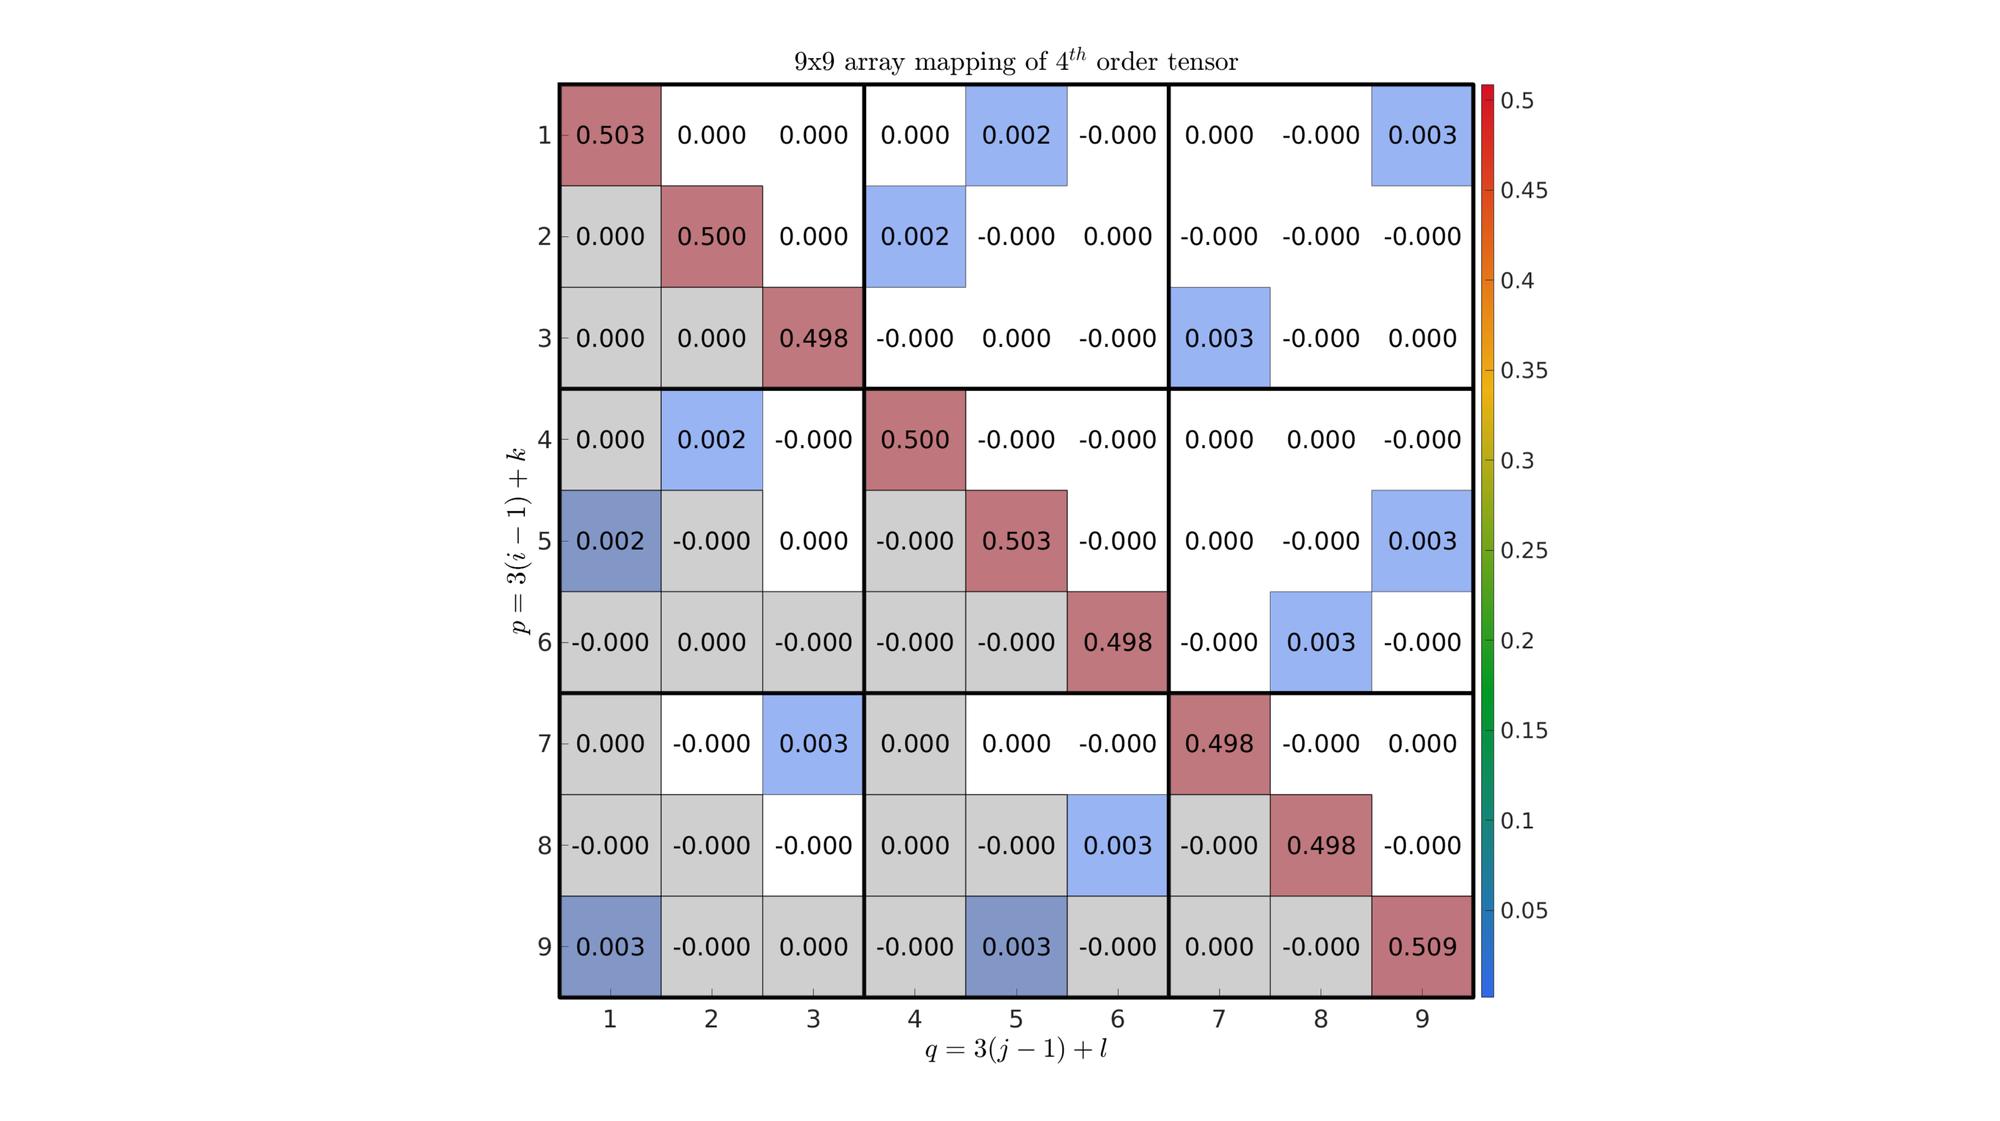 9x9 array mapping of 4^{th} order tensor
1 0.503 0.000 0.000 0.000 0.002 -0.000 0.000 -0.000 0.003
2 0.000 0.500 0.000 0.002 -0.000 0.000 -0.000 -0.000 -0.000
3 0.000 0.000 0.498 -0.000 0.000 -0.000 0.003 -0.000 0.000
4 0.000 0.002 -0.000 0.500 -0.000 -0.000 0.000 0.000 -0.000
5 0.002 -0.000 0.000 -0.000 0.503 -0.000 0.000 -0.000 0.003
6 -0.000 0.000 -0.000 -0.000 -0.000 0.498 -0.000 0.003 -0.000
7 0.000 -0.000 0.003 0.000 0.000 -0.000 0.498 -0.000 0.000
8 -0.000 -0.000 -0.000 0.000 -0.000 0.003 -0.000 0.498 -0.000
9 0.003 -0.000 0.000 -0.000 0.003 -0.000 0.000 -0.000 0.509
1 2 3 4 5 6 7 8 9
q = 3(j − 1) + l
p = 3(i − 1) + k
0.5
0.45
0.4
0.35
0.3
0.25
0.2
0.15
0.1
0.05